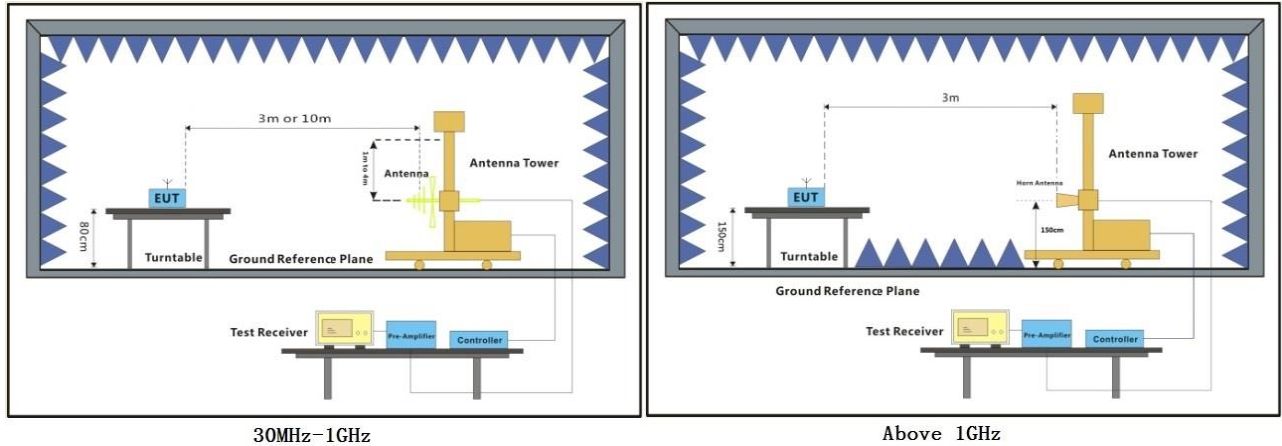 3m or 10m
1m to 4m
Antenna Tower
Antenna
EUT
80cm
Turntable
Ground Reference Plane
Test Receiver
Pre-Amplifier
Controller
30MHz-1GHz
3m
Antenna Tower
Horn Antenna
EUT
150cm
150cm
Turntable
Ground Reference Plane
Test Receiver
Pre-Amplifier
Controller
Above 1GHz